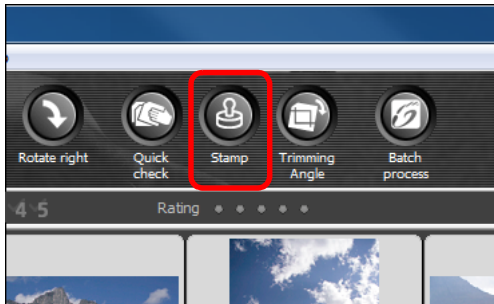 Rotate right
Quick
check
Stamp
Trimming
Angle
Batch
process
4 5
Rating